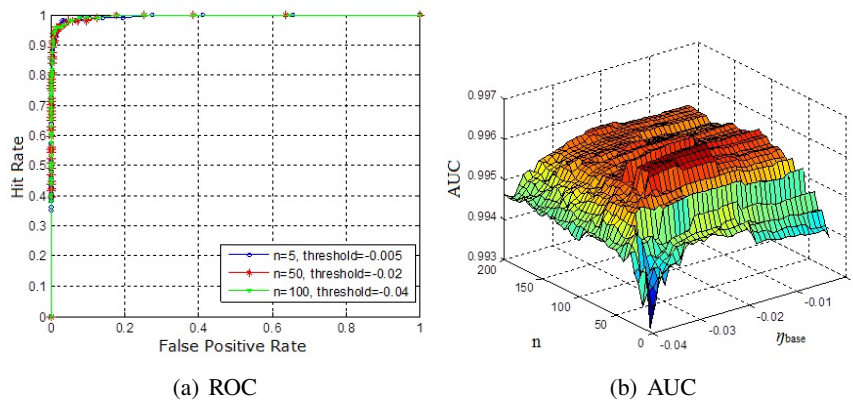 1
0.9
0.8
0.7
0.6
0.5
0.4
0.3
0.2
0.1
0
Hit Rate
0 0.2 0.4 0.6 0.8 1
False Positive Rate
n=5, threshold=-0.005
n=50, threshold=-0.02
n=100, threshold=-0.04
(a) ROC
0.997
0.996
0.995
0.994
0.993
AUC
200
150
100
50
0
n
-0.04
-0.03
-0.02
-0.01
ηbase
(b) AUC